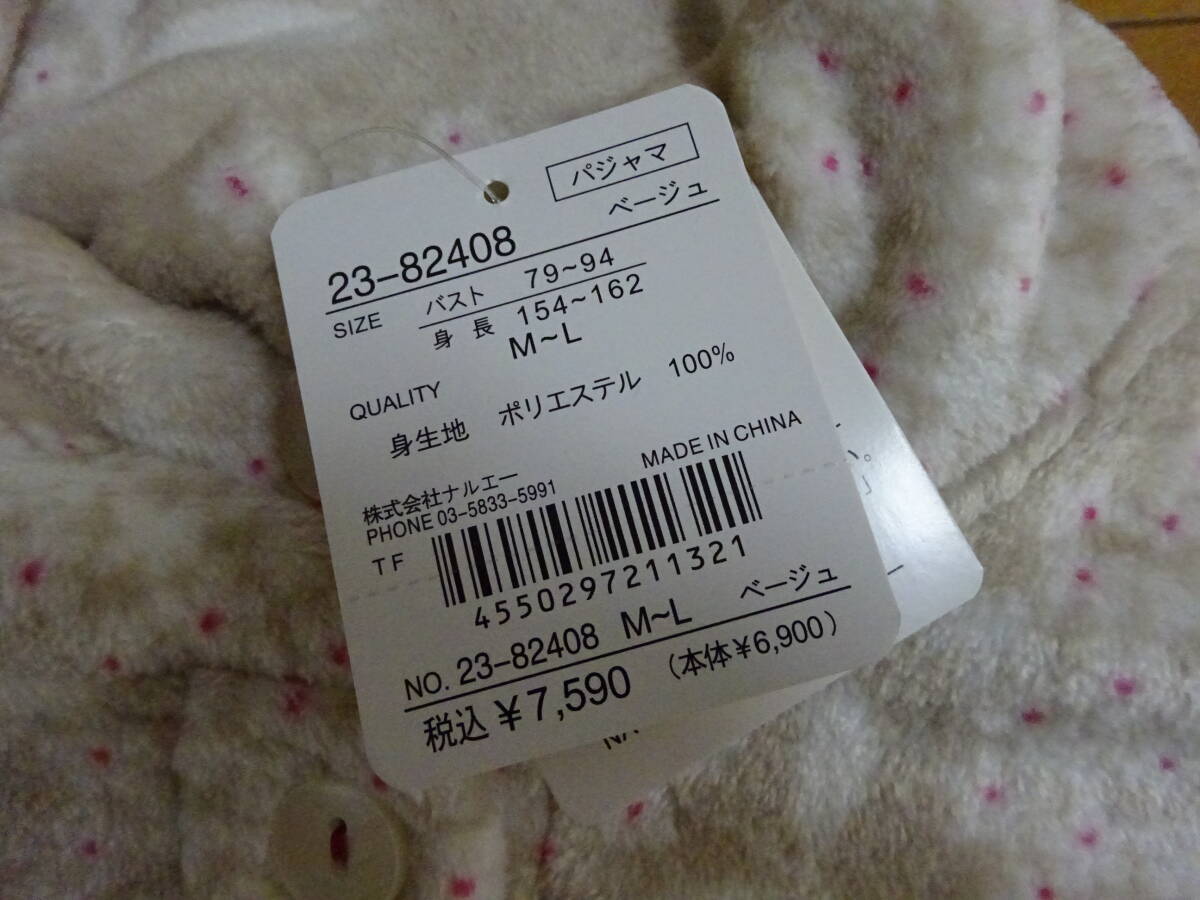 パジャマ
23-82408 ベージュ
SIZE バスト 79~94
身長 154~162
M~L
QUALITY
身生地 ポリエステル 100%
株式会社ナルエー MADE IN CHINA
PHONE 03-5833-5991
TF
4550297211321
NO. 23-82408 M~L ベージュ
税込¥7,590 (本体¥6,900)
い。
」